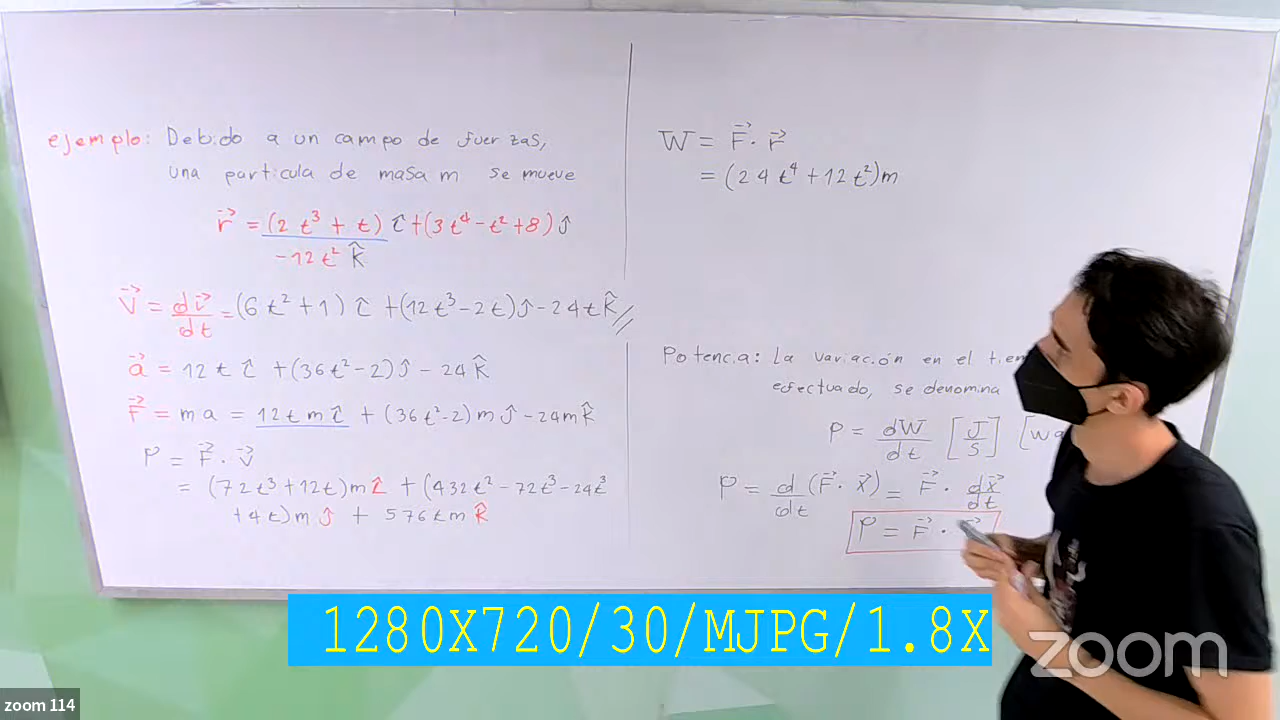 ejemplo: Debido a un campo de fuerzas,
una particula de masa m se mueve
r⃗ = (2t³ + t) î + (3t⁴ - t² + 8) ĵ
- 12t² k̂
V⃗ = dr⃗/dt = (6t² + 1) î + (12t³ - 2t) ĵ - 24t k̂ //
a⃗ = 12t î + (36t² - 2) ĵ - 24 k̂
F⃗ = ma = 12tm î + (36t² - 2)m ĵ - 24m k̂
P = F⃗ · V⃗
= (72t³ + 12t)m î + (432t² - 72t³ - 24t³
+ 4t)m ĵ + 576tm k̂
W = F⃗ · r⃗
= (24t⁴ + 12t²)m
Potencia: La variación en el
efectuado, se denomina
P = dW/dt [J/s]
P = d/dt (F⃗ · x⃗) = F⃗ · dx⃗/dt
P = F⃗ ·
1280X720/30/MJPG/1.8X
zoom
zoom 114